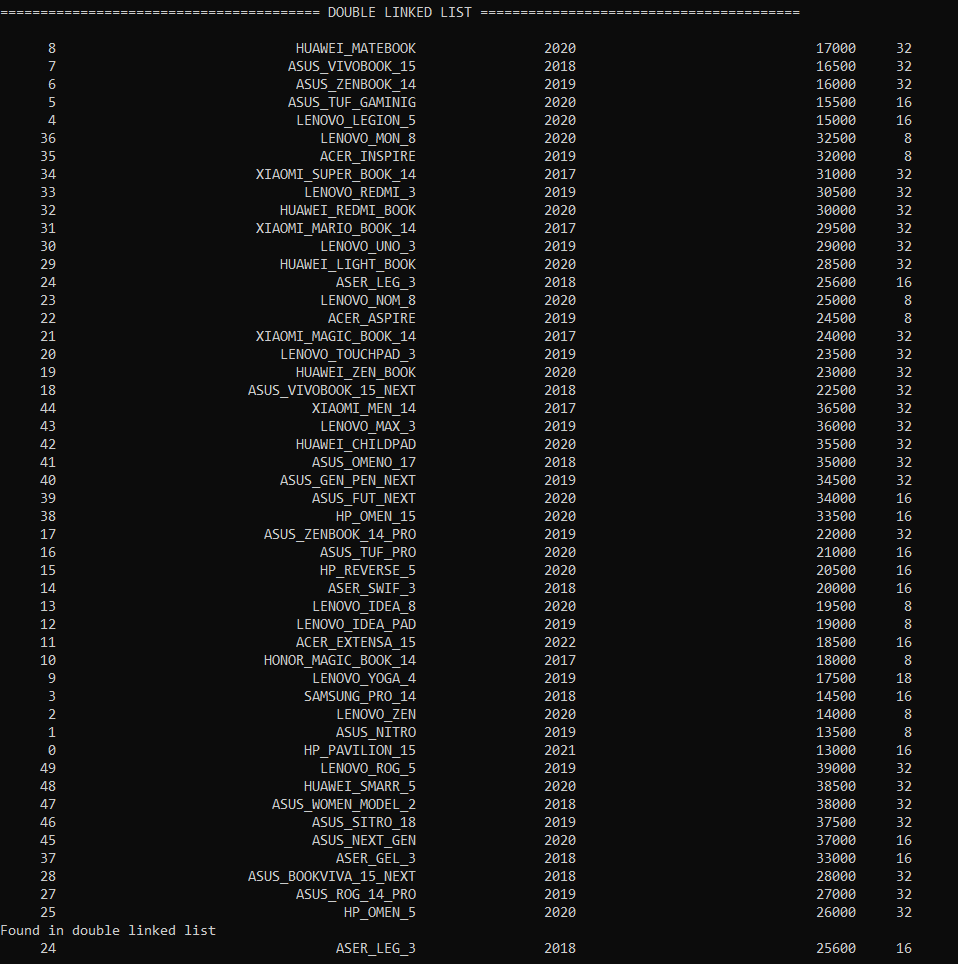 ======================================== DOUBLE LINKED LIST ========================================
8 HUAWEI_MATEBOOK 2020 17000 32
7 ASUS_VIVOBOOK_15 2018 16500 32
6 ASUS_ZENBOOK_14 2019 16000 32
5 ASUS_TUF_GAMINIG 2020 15500 16
4 LENOVO_LEGION_5 2020 15000 16
36 LENOVO_MON_8 2020 32500 8
35 ACER_INSPIRE 2019 32000 8
34 XIAOMI_SUPER_BOOK_14 2017 31000 32
33 LENOVO_REDMI_3 2019 30500 32
32 HUAWEI_REDMI_BOOK 2020 30000 32
31 XIAOMI_MARIO_BOOK_14 2017 29500 32
30 LENOVO_UNO_3 2019 29000 32
29 HUAWEI_LIGHT_BOOK 2020 28500 32
24 ASER_LEG_3 2018 25600 16
23 LENOVO_NOM_8 2020 25000 8
22 ACER_ASPIRE 2019 24500 8
21 XIAOMI_MAGIC_BOOK_14 2017 24000 32
20 LENOVO_TOUCHPAD_3 2019 23500 32
19 HUAWEI_ZEN_BOOK 2020 23000 32
18 ASUS_VIVOBOOK_15_NEXT 2018 22500 32
44 XIAOMI_MEN_14 2017 36500 32
43 LENOVO_MAX_3 2019 36000 32
42 HUAWEI_CHILDPAD 2020 35500 32
41 ASUS_OMENO_17 2018 35000 32
40 ASUS_GEN_PEN_NEXT 2019 34500 32
39 ASUS_FUT_NEXT 2020 34000 16
38 HP_OMEN_15 2020 33500 16
17 ASUS_ZENBOOK_14_PRO 2019 22000 32
16 ASUS_TUF_PRO 2020 21000 16
15 HP_REVERSE_5 2020 20500 16
14 ASER_SWIF_3 2018 20000 16
13 LENOVO_IDEA_8 2020 19500 8
12 LENOVO_IDEA_PAD 2019 19000 8
11 ACER_EXTENSA_15 2022 18500 16
10 HONOR_MAGIC_BOOK_14 2017 18000 8
9 LENOVO_YOGA_4 2019 17500 18
3 SAMSUNG_PRO_14 2018 14500 16
2 LENOVO_ZEN 2020 14000 8
1 ASUS_NITRO 2019 13500 8
0 HP_PAVILION_15 2021 13000 16
49 LENOVO_ROG_5 2019 39000 32
48 HUAWEI_SMARR_5 2020 38500 32
47 ASUS_WOMEN_MODEL_2 2018 38000 32
46 ASUS_SITRO_18 2019 37500 32
45 ASUS_NEXT_GEN 2020 37000 16
37 ASER_GEL_3 2018 33000 16
28 ASUS_BOOKVIVA_15_NEXT 2018 28000 32
27 ASUS_ROG_14_PRO 2019 27000 32
25 HP_OMEN_5 2020 26000 32
Found in double linked list
24 ASER_LEG_3 2018 25600 16